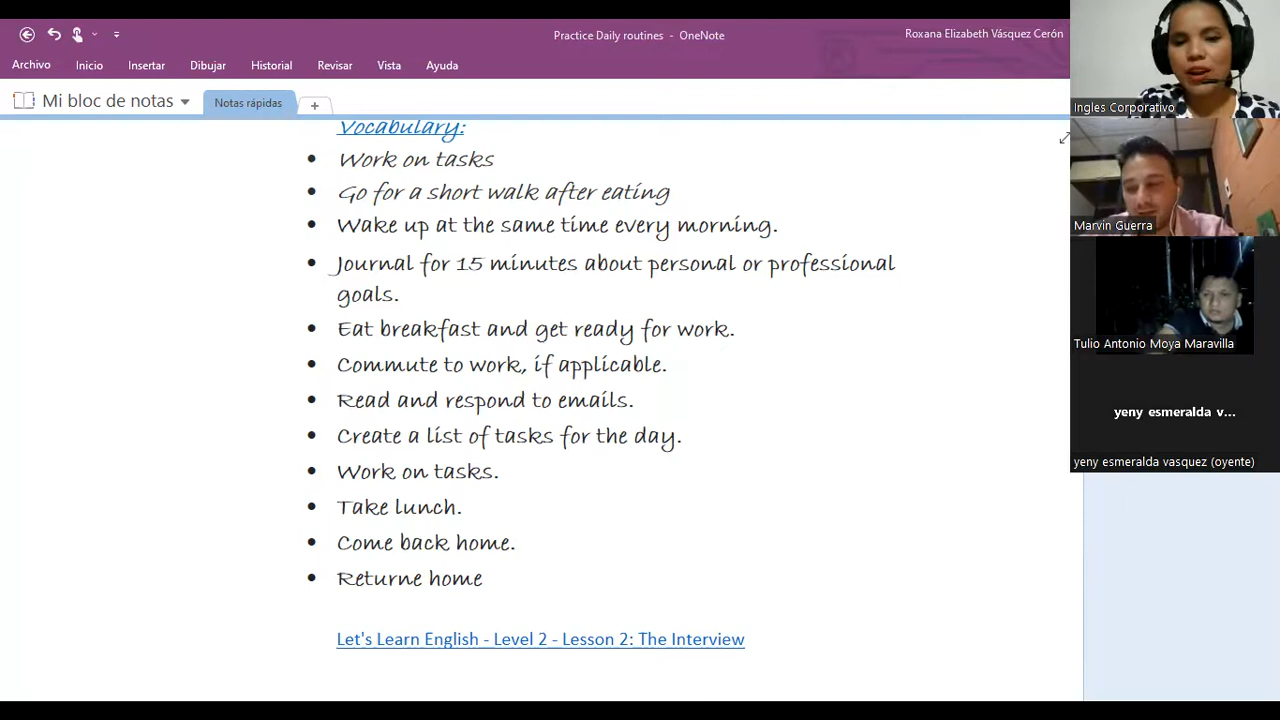 Practice Daily routines - OneNote
Roxana Elizabeth Vásquez Cerón
Archivo Inicio Insertar Dibujar Historial Revisar Vista Ayuda
Mi bloc de notas Notas rápidas
Vocabulary:
• Work on tasks
• Go for a short walk after eating
• Wake up at the same time every morning.
• Journal for 15 minutes about personal or professional
goals.
• Eat breakfast and get ready for work.
• Commute to work, if applicable.
• Read and respond to emails.
• Create a list of tasks for the day.
• Work on tasks.
• Take lunch.
• Come back home.
• Returne home
Let's Learn English - Level 2 - Lesson 2: The Interview
Ingles Corporativo
Marvin Guerra
Tulio Antonio Moya Maravilla
yeny esmeralda v...
yeny esmeralda vasquez (oyente)